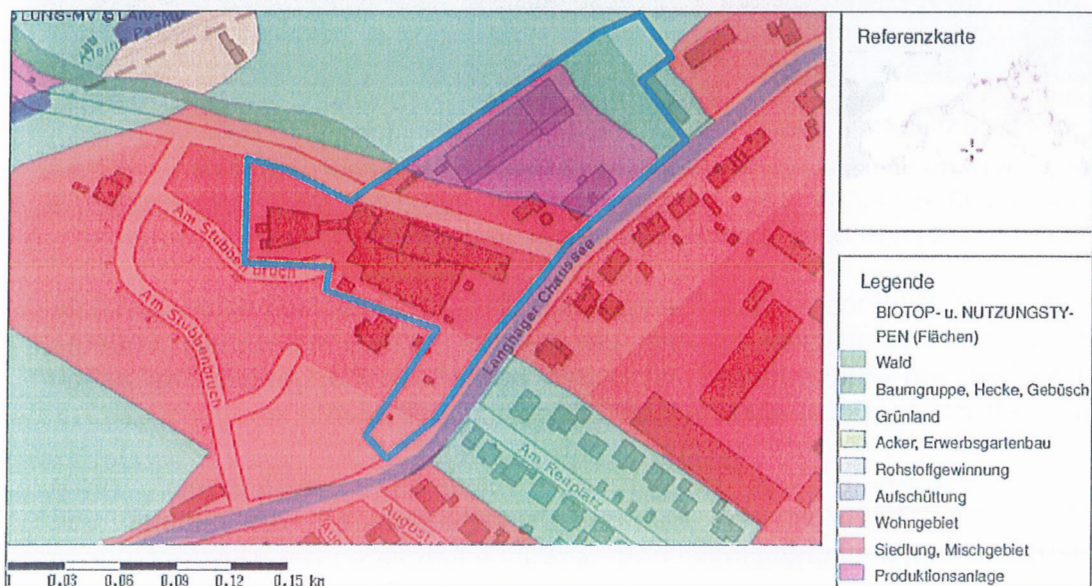 © LUNG-MV © LAIV-MV
Am Stubbenbruch
Am Stubbenbruch
Langhäger Chaussee
Am Reaplatz
0 0.03 0.06 0.09 0.12 0.15 km
Referenzkarte
Legende
BIOTOP- u. NUTZUNGSTY-
PEN (Flächen)
Wald
Baumgruppe, Hecke, Gebüsch
Grünland
Acker, Erwerbsgartenbau
Rohstoffgewinnung
Aufschüttung
Wohngebiet
Siedlung, Mischgebiet
Produktionsanlage